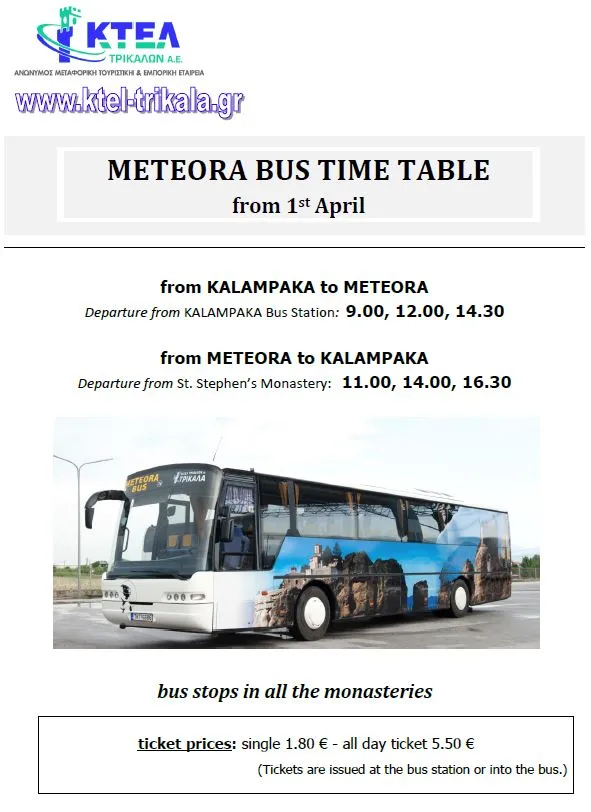 ΚΤΕΛ
ΤΡΙΚΑΛΩΝ Α.Ε.
ΑΝΩΝΥΜΟΣ ΜΕΤΑΦΟΡΙΚΗ ΤΟΥΡΙΣΤΙΚΗ & ΕΜΠΟΡΙΚΗ ΕΤΑΙΡΕΙΑ
www.ktel-trikala.gr
METEORA BUS TIME TABLE
from 1st April
from KALAMPAKA to METEORA
Departure from KALAMPAKA Bus Station: 9.00, 12.00, 14.30
from METEORA to KALAMPAKA
Departure from St. Stephen’s Monastery: 11.00, 14.00, 16.30
METEORA
BUS
ΤΡΙΚΑΛΑ
bus stops in all the monasteries
ticket prices: single 1.80 € - all day ticket 5.50 €
(Tickets are issued at the bus station or into the bus.)